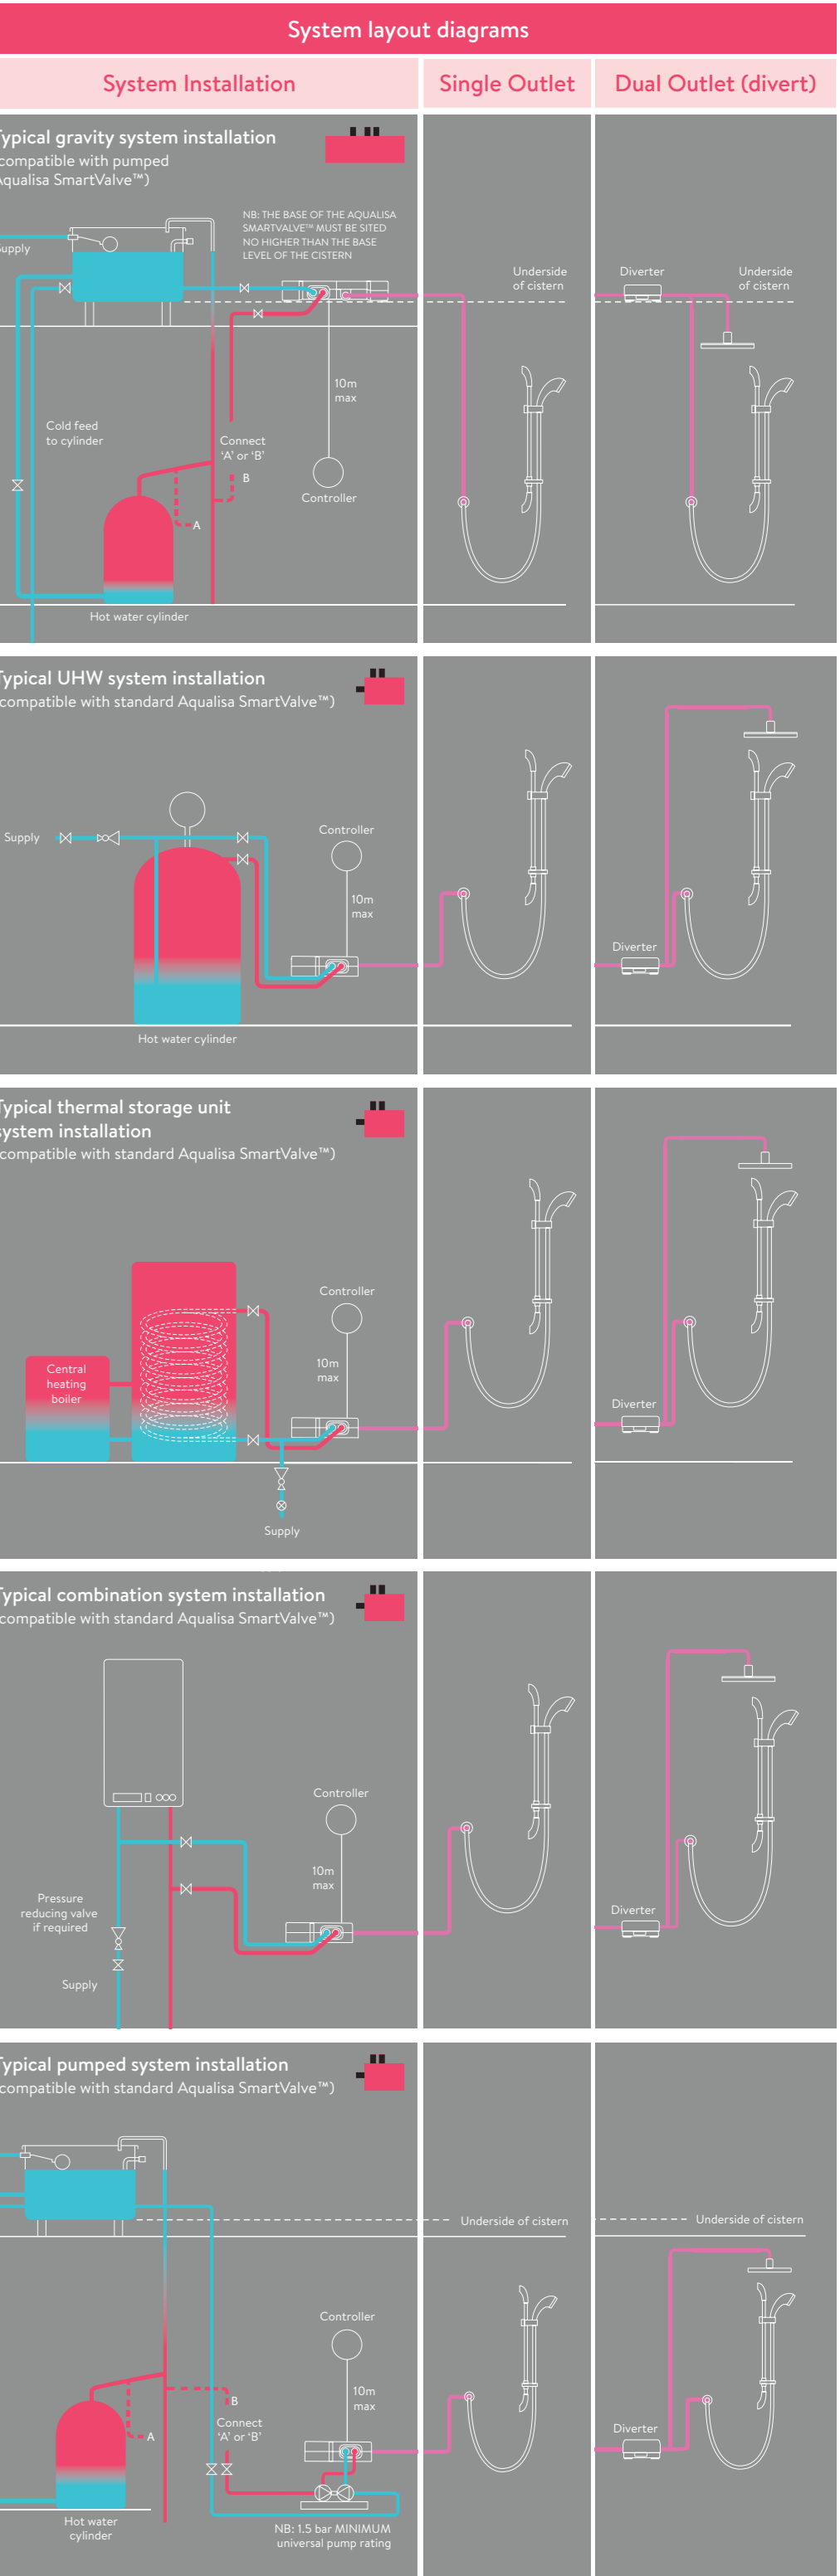 System layout diagrams
System Installation
Single Outlet
Dual Outlet (divert)
ypical gravity system installation
compatible with pumped
qualisa SmartValve™)
NB: THE BASE OF THE AQUALISA
SMARTVALVE™ MUST BE SITED
NO HIGHER THAN THE BASE
LEVEL OF THE CISTERN
upply
Underside
of cistern
Diverter
Underside
of cistern
10m
max
Cold feed
to cylinder
Connect
'A' or 'B'
B
A
Controller
Hot water cylinder
ypical UHW system installation
compatible with standard Aqualisa SmartValve™)
Supply
Controller
10m
max
Diverter
Hot water cylinder
ypical thermal storage unit
system installation
compatible with standard Aqualisa SmartValve™)
Controller
10m
max
Central
heating
boiler
Diverter
Supply
ypical combination system installation
compatible with standard Aqualisa SmartValve™)
Controller
10m
max
Pressure
reducing valve
if required
Diverter
Supply
ypical pumped system installation
compatible with standard Aqualisa SmartValve™)
Underside of cistern
Underside of cistern
Controller
10m
max
B
Connect
'A' or 'B'
A
Diverter
Hot water
cylinder
NB: 1.5 bar MINIMUM
universal pump rating